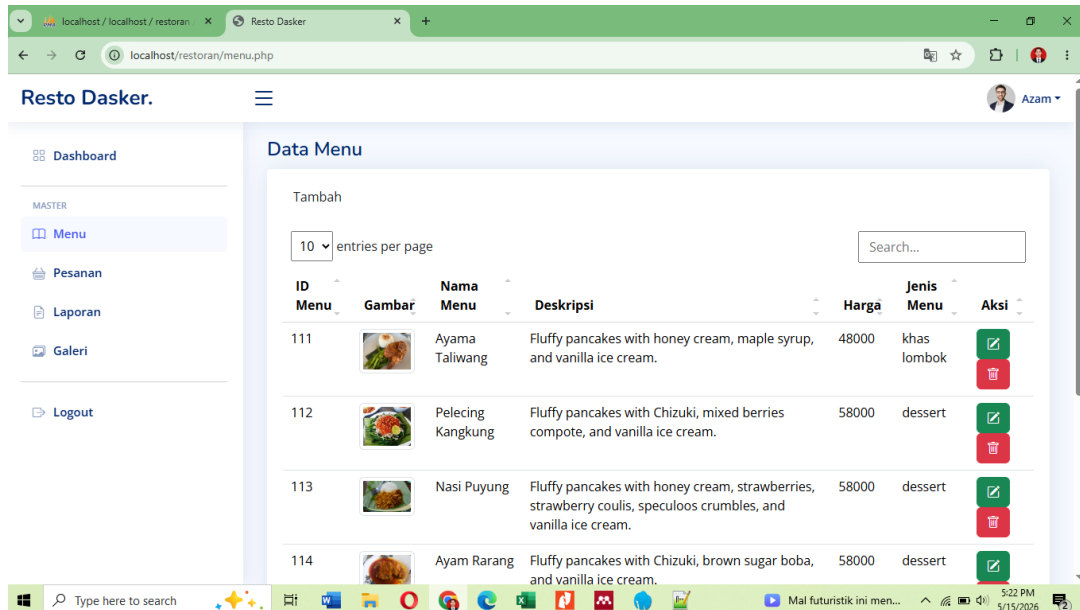 localhost / localhost / restoran
Resto Dasker
localhost/restoran/menu.php
Resto Dasker.
Azam
Dashboard
MASTER
Menu
Pesanan
Laporan
Galeri
Logout
Data Menu
Tambah
10 entries per page
Search...
ID Menu Gambar Nama Menu Deskripsi Harga Jenis Menu Aksi
111 Ayama Taliwang Fluffy pancakes with honey cream, maple syrup, and vanilla ice cream. 48000 khas lombok
112 Pelecing Kangkung Fluffy pancakes with Chizuki, mixed berries compote, and vanilla ice cream. 58000 dessert
113 Nasi Puyung Fluffy pancakes with honey cream, strawberries, strawberry coulis, speculoos crumbles, and vanilla ice cream. 58000 dessert
114 Ayam Rarang Fluffy pancakes with Chizuki, brown sugar boba, and vanilla ice cream. 58000 dessert
Type here to search
Mal futuristik ini men...
5:22 PM
5/15/2026